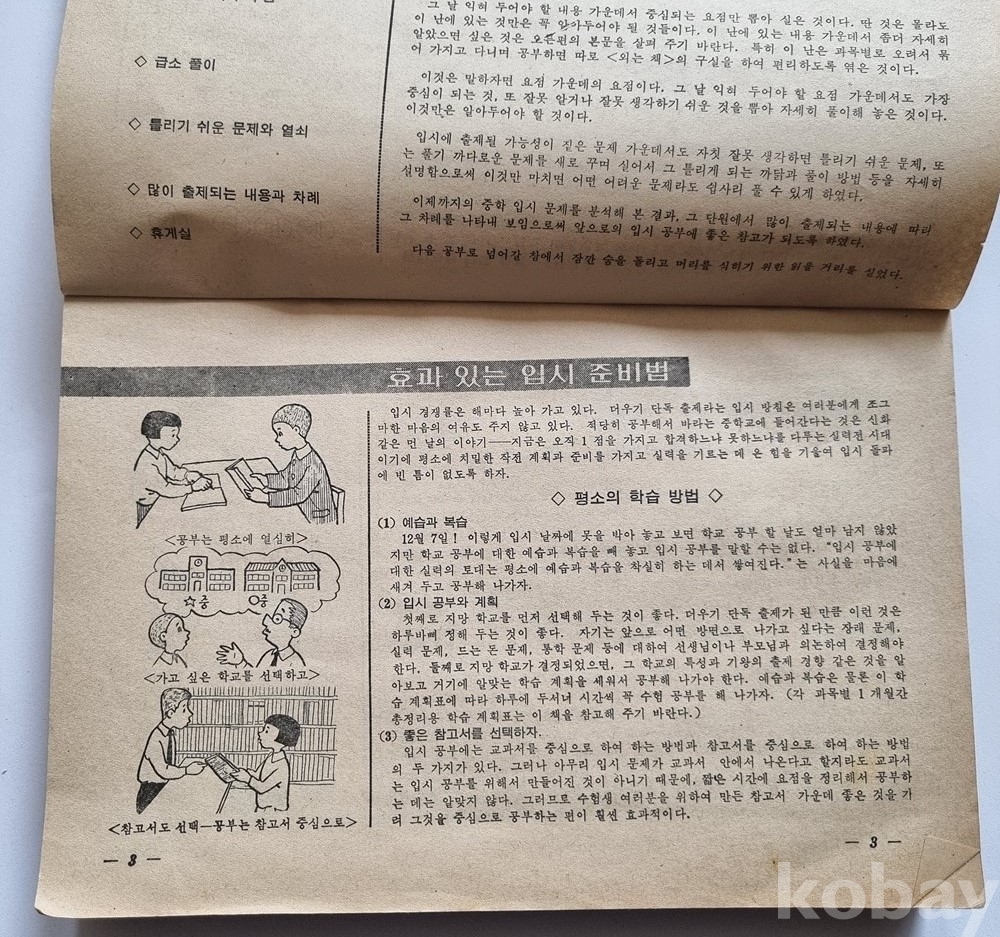 ◇ 급소 풀이
◇ 틀리기 쉬운 문제와 열쇠
◇ 많이 출제되는 내용과 차례
◇ 휴게실
그 날 익혀 두어야 할 내용 가운데서 중심되는 요점만 뽑아 실은 것이다. 딴 것은 몰라도
이 난에 있는 것만은 꼭 알아두어야 될 것들이다. 이 난에 있는 내용 가운데서 좀더 자세히
알았으면 싶은 것은 오른편의 본문을 살펴 주기 바란다. 특히 이 난은 과목별로 오려서 묶
어 가지고 다니며 공부하면 따로 <외는 책>의 구실을 하여 편리하도록 엮은 것이다.
이것은 말하자면 요점 가운데의 요점이다. 그 날 익혀 두어야 할 요점 가운데서도 가장
중심이 되는 것, 또 잘못 알거나 잘못 생각하기 쉬운 것을 뽑아 자세히 풀이해 놓은 것이다.
이것만은 알아두어야 할 것이다.
입시에 출제될 가능성이 짙은 문제 가운데서도 자칫 잘못 생각하면 틀리기 쉬운 문제, 또
는 풀기 까다로운 문제를 새로 꾸며 실어서 그 틀리게 되는 까닭과 풀이 방법 등을 자세히
설명함으로써 이것만 마치면 어떤 어려운 문제라도 쉽사리 풀 수 있게 하였다.
이제까지의 중학 입시 문제를 분석해 본 결과, 그 단원에서 많이 출제되는 내용에 따라
그 차례를 나타내 보임으로써 앞으로의 입시 공부에 좋은 참고가 되도록 하였다.
다음 공부로 넘어갈 참에서 잠깐 숨을 돌리고 머리를 식히기 위한 읽을 거리를 실었다.
효과 있는 입시 준비법
입시 경쟁률은 해마다 높아 가고 있다. 더우기 단독 출제라는 입시 방침은 여러분에게 조그
마한 마음의 여유도 주지 않고 있다. 적당히 공부해서 바라는 중학교에 들어간다는 것은 신화
같은 먼 날의 이야기——지금은 오직 1점을 가지고 합격하느냐 못하느냐를 다투는 실력전 시대
이기에 평소에 치밀한 작전 계획과 준비를 가지고 실력을 기르는 데 온 힘을 기울여 입시 돌파
에 빈 틈이 없도록 하자.
◇ 평소의 학습 방법 ◇
(1) 예습과 복습
12월 7일! 이렇게 입시 날짜에 못을 박아 놓고 보면 학교 공부 할 날도 얼마 남지 않았
지만 학교 공부에 대한 예습과 복습을 빼 놓고 입시 공부를 말할 수는 없다. “입시 공부에
대한 실력의 토대는 평소에 예습과 복습을 착실히 하는 데서 쌓여진다.”는 사실을 마음에
새겨 두고 공부해 나가자.
(2) 입시 공부와 계획
첫째로 지망 학교를 먼저 선택해 두는 것이 좋다. 더우기 단독 출제가 된 만큼 이런 것은
하루바삐 정해 두는 것이 좋다. 자기는 앞으로 어떤 방면으로 나가고 싶다는 장래 문제,
실력 문제, 드는 돈 문제, 통학 문제 등에 대하여 선생님이나 부모님과 의논하여 결정해야
한다. 둘째로 지망 학교가 결정되었으면, 그 학교의 특성과 기왕의 출제 경향 같은 것을 알
아보고 거기에 알맞는 학습 계획을 세워서 공부해 나가야 한다. 예습과 복습은 물론 이 학
습 계획표에 따라 하루에 두서너 시간씩 꼭 수험 공부를 해 나가자. (각 과목별 1개월간
총정리용 학습 계획표는 이 책을 참고해 주기 바란다.)
(3) 좋은 참고서를 선택하자.
입시 공부에는 교과서를 중심으로 하여 하는 방법과 참고서를 중심으로 하여 하는 방법
의 두 가지가 있다. 그러나 아무리 입시 문제가 교과서 안에서 나온다고 할지라도 교과서
는 입시 공부를 위해서 만들어진 것이 아니기 때문에, 짧은 시간에 요점을 정리해서 공부하
는 데는 알맞지 않다. 그러므로 수험생 여러분을 위하여 만든 참고서 가운데 좋은 것을 가
려 그것을 중심으로 공부하는 편이 훨씬 효과적이다.
<공부는 평소에 열심히>
☆중 ○중
<가고 싶은 학교를 선택하고>
<참고서도 선택—공부는 참고서 중심으로>
— 3 —
— 3 —
kobay